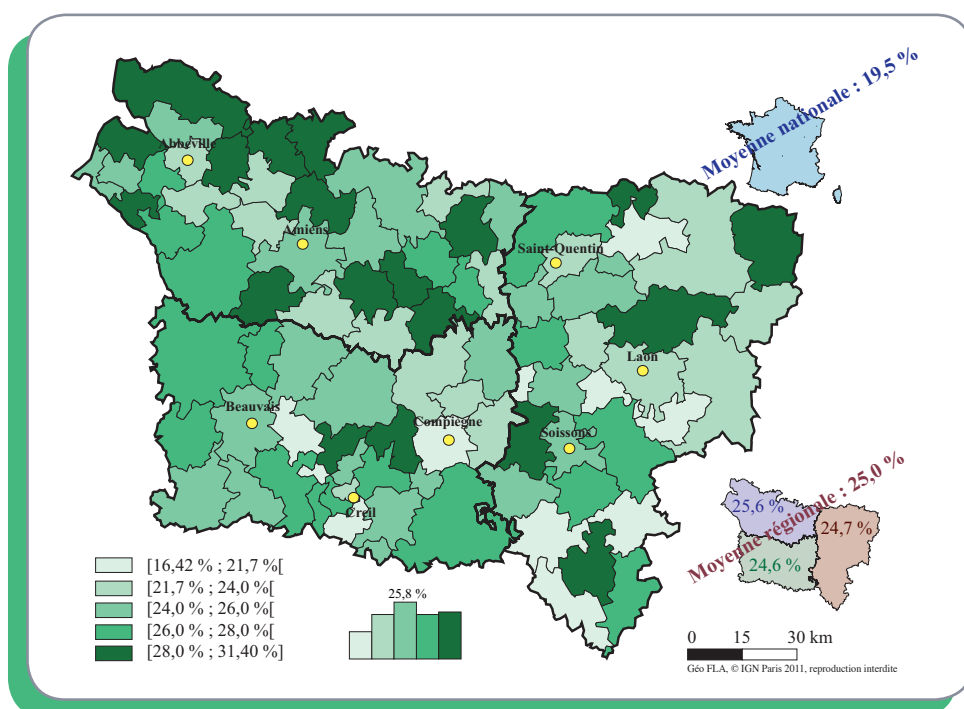 Moyenne nationale : 19,5 %
Abbeville
Amiens
Saint-Quentin
Laon
Beauvais
Compiègne
Soissons
Creil
Moyenne régionale : 25,0 %
25,6 %
24,7 %
24,6 %
[16,42 % ; 21,7 %[
[21,7 % ; 24,0 %[
[24,0 % ; 26,0 %[
[26,0 % ; 28,0 %[
[28,0 % ; 31,40 %]
25,8 %
0 15 30 km
Géo FLA, © IGN Paris 2011, reproduction interdite